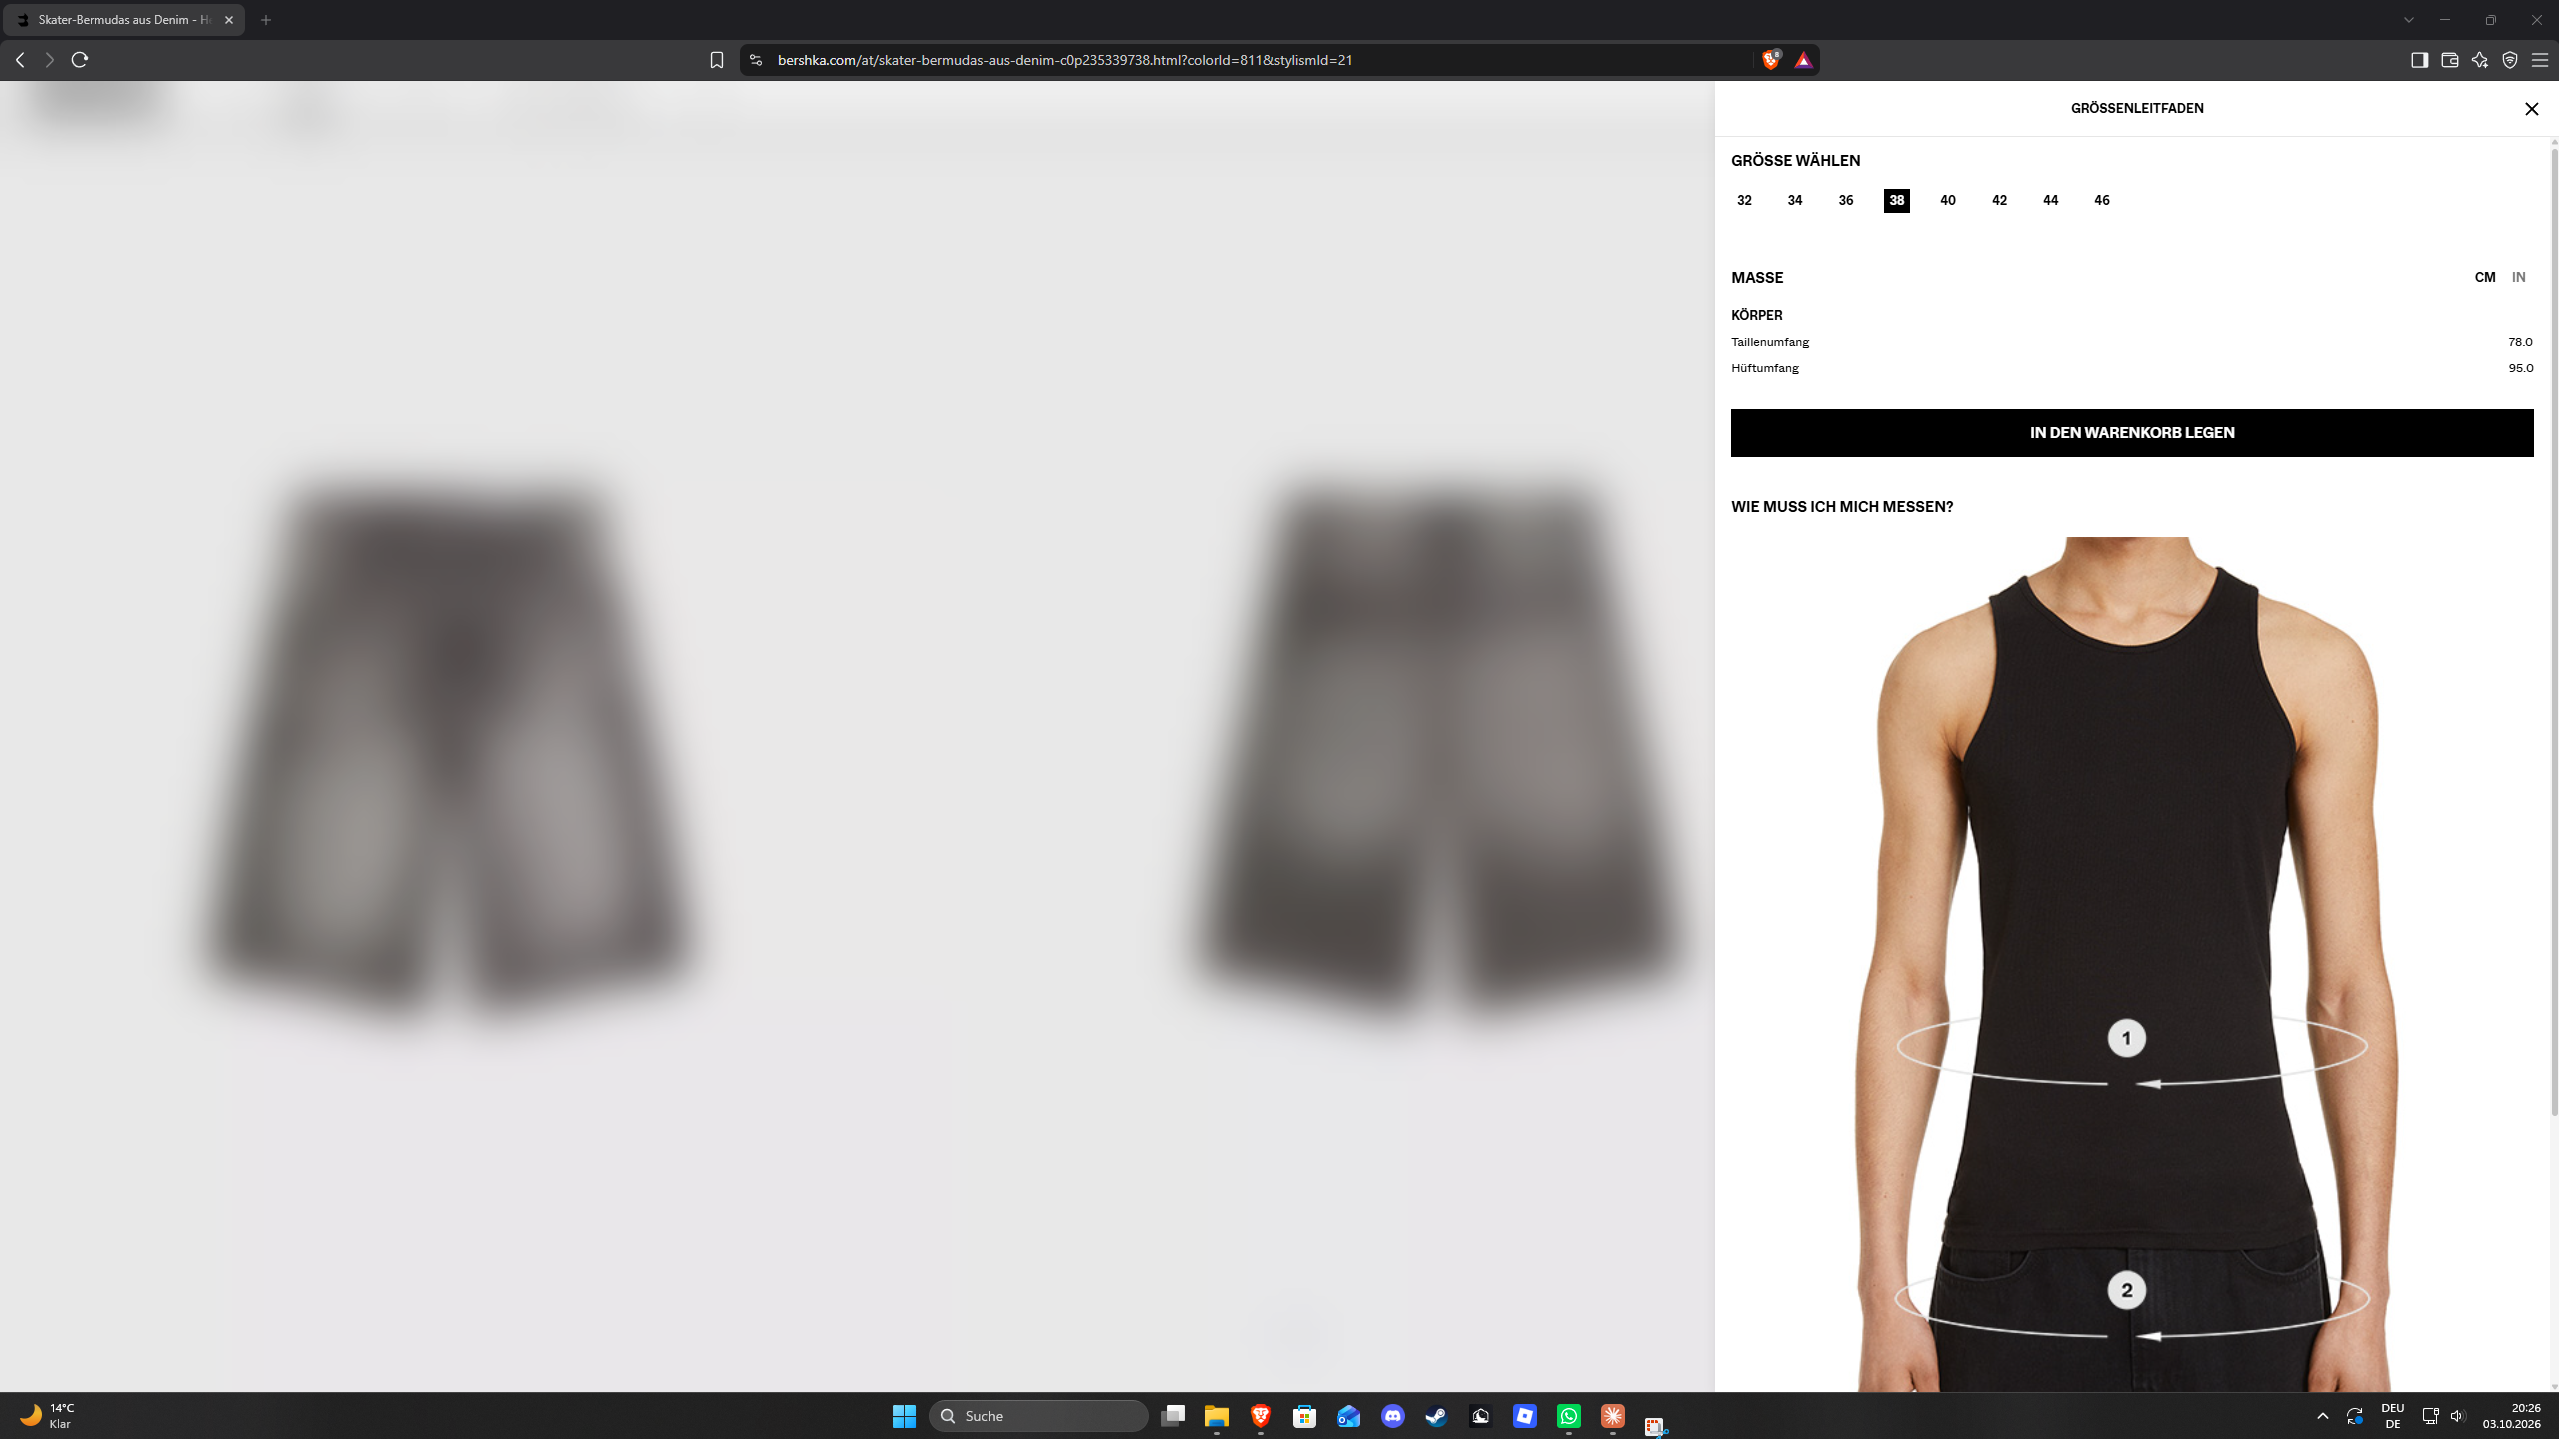 Skater-Bermudas aus Denim - H
bershka.com/at/skater-bermudas-aus-denim-c0p235339738.html?colorId=811&stylismId=21
GRÖSSENLEITFADEN
GRÖSSE WÄHLEN
32 34 36 38 40 42 44 46
MASSE CM IN
KÖRPER
Taillenumfang 78.0
Hüftumfang 95.0
IN DEN WARENKORB LEGEN
WIE MUSS ICH MICH MESSEN?
1
2
14°C
Klar
Suche
DEU
DE
20:26
03.10.2026